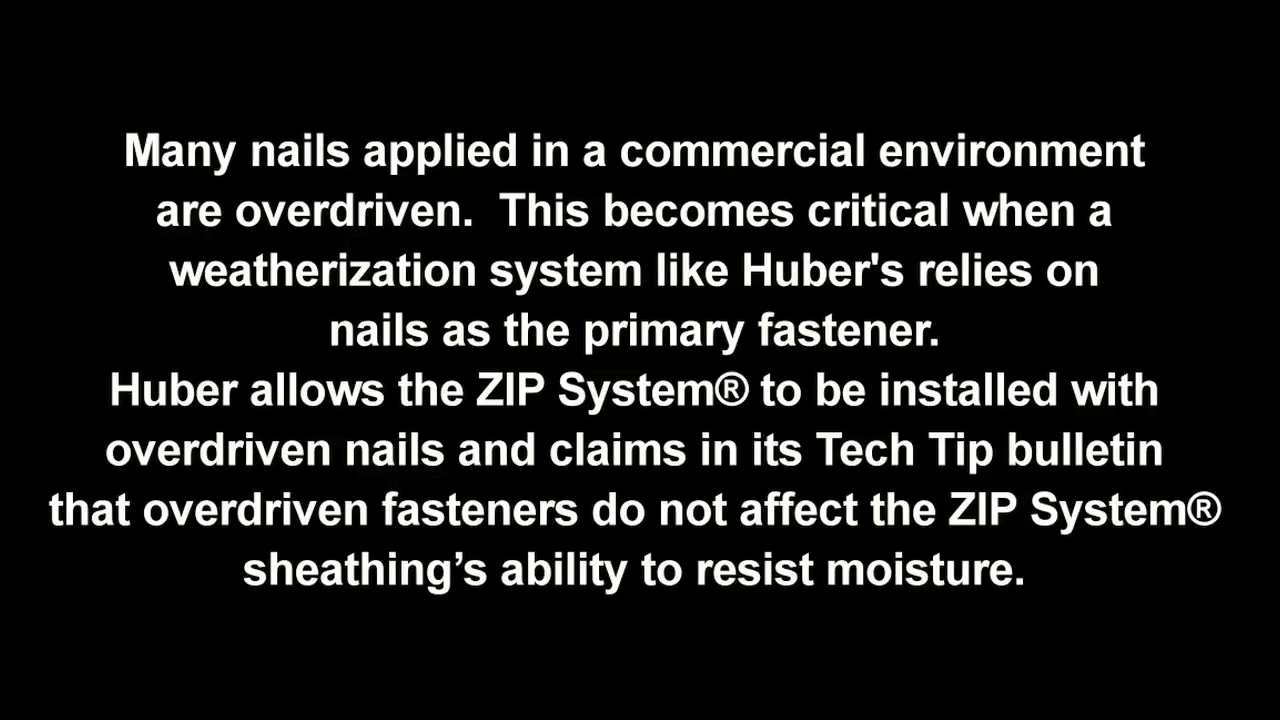 Many nails applied in a commercial environment
are overdriven.  This becomes critical when a
weatherization system like Huber's relies on
nails as the primary fastener.
Huber allows the ZIP System® to be installed with
overdriven nails and claims in its Tech Tip bulletin
that overdriven fasteners do not affect the ZIP System®
sheathing’s ability to resist moisture.